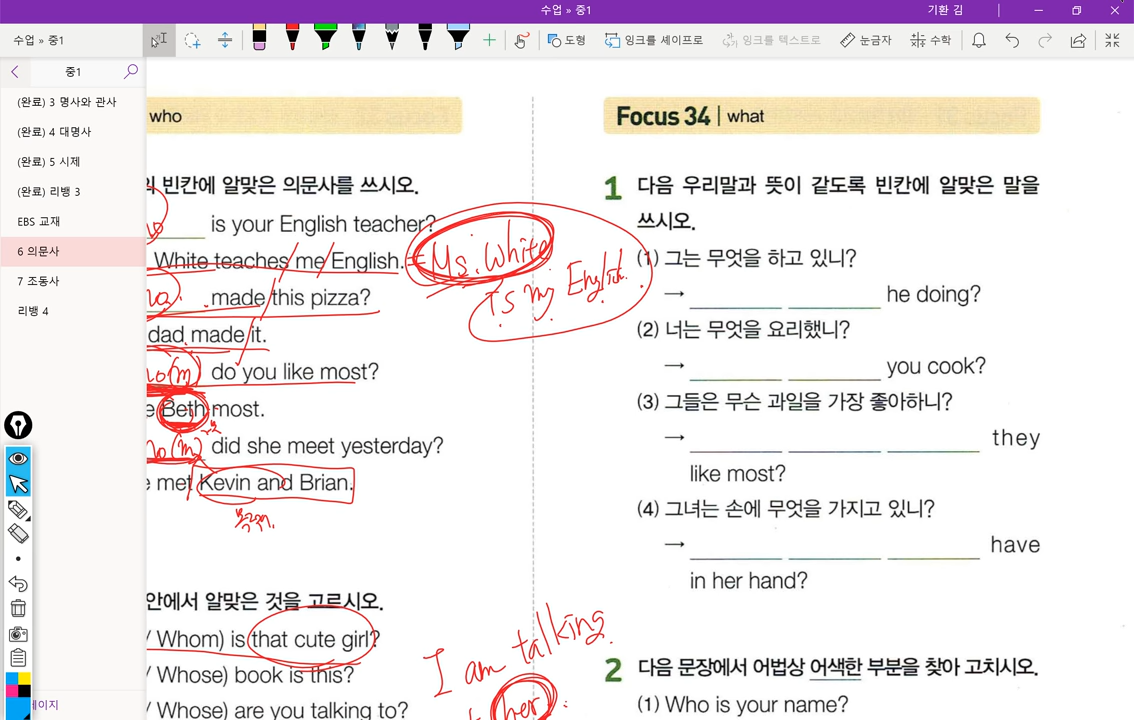 수업 » 중1
기환 김
수업 » 중1
도형
잉크를 셰이프로
잉크를 텍스트로
눈금자
수학
중1
(완료) 3 명사와 관사
(완료) 4 대명사
(완료) 5 시제
(완료) 리뱅 3
EBS 교재
6 의문사
7 조동사
리뱅 4
페이지
who
빈칸에 알맞은 의문사를 쓰시오.
is your English teacher?
White teaches me English. = Ms. White
is my English.
made this pizza?
dad made it.
(m) do you like most?
e Beth most.
(m) did she meet yesterday?
e met Kevin and Brian.
안에서 알맞은 것을 고르시오.
/ Whom) is that cute girl?
/ Whose) book is this?
/ Whose) are you talking to?
I am talking
her.
Focus 34 | what
1 다음 우리말과 뜻이 같도록 빈칸에 알맞은 말을
쓰시오.
(1) 그는 무엇을 하고 있니?
→ ______ ______ he doing?
(2) 너는 무엇을 요리했니?
→ ______ ______ you cook?
(3) 그들은 무슨 과일을 가장 좋아하니?
→ ______ ______ ______ they
like most?
(4) 그녀는 손에 무엇을 가지고 있니?
→ ______ ______ ______ have
in her hand?
2 다음 문장에서 어법상 어색한 부분을 찾아 고치시오.
(1) Who is your name?